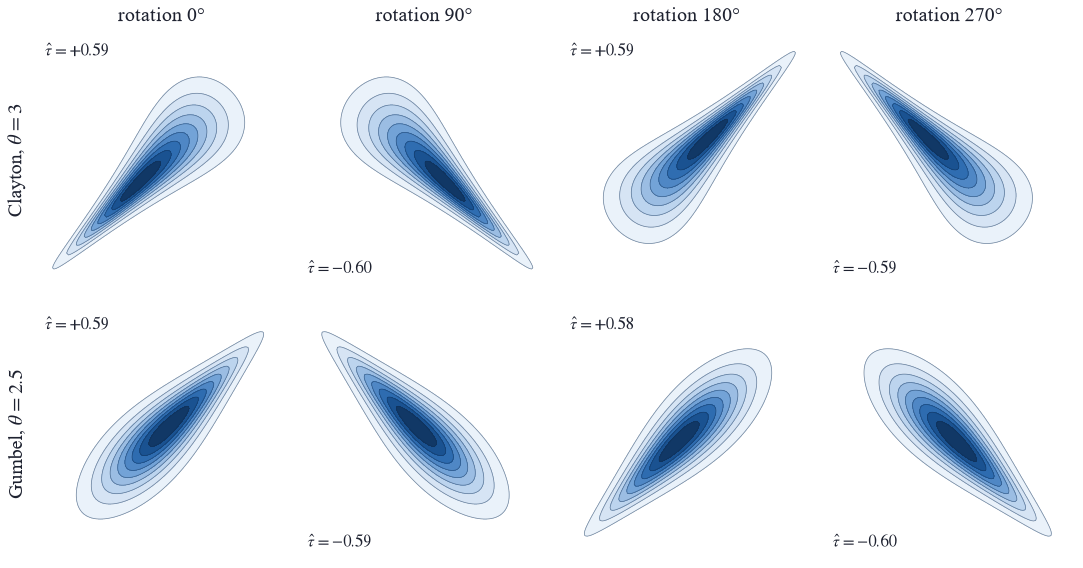 rotation 0° rotation 90° rotation 180° rotation 270°
Clayton, θ = 3
τ̂ = +0.59
τ̂ = −0.60
τ̂ = +0.59
τ̂ = −0.59
Gumbel, θ = 2.5
τ̂ = +0.59
τ̂ = −0.59
τ̂ = +0.58
τ̂ = −0.60